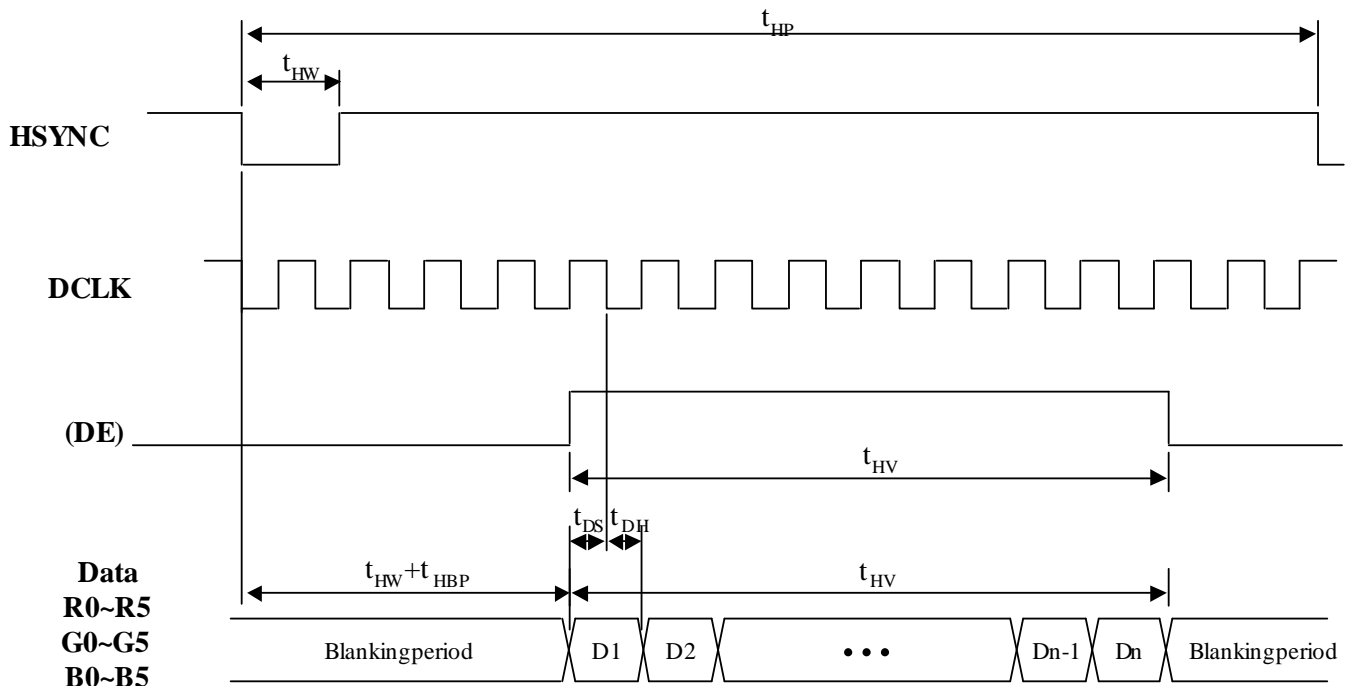 tHP
tHW
HSYNC
DCLK
(DE)
tHV
tDS tDH
Data
R0~R5
G0~G5
B0~B5
tHW+tHBP
tHV
Blankingperiod D1 D2 ••• Dn-1 Dn Blankingperiod